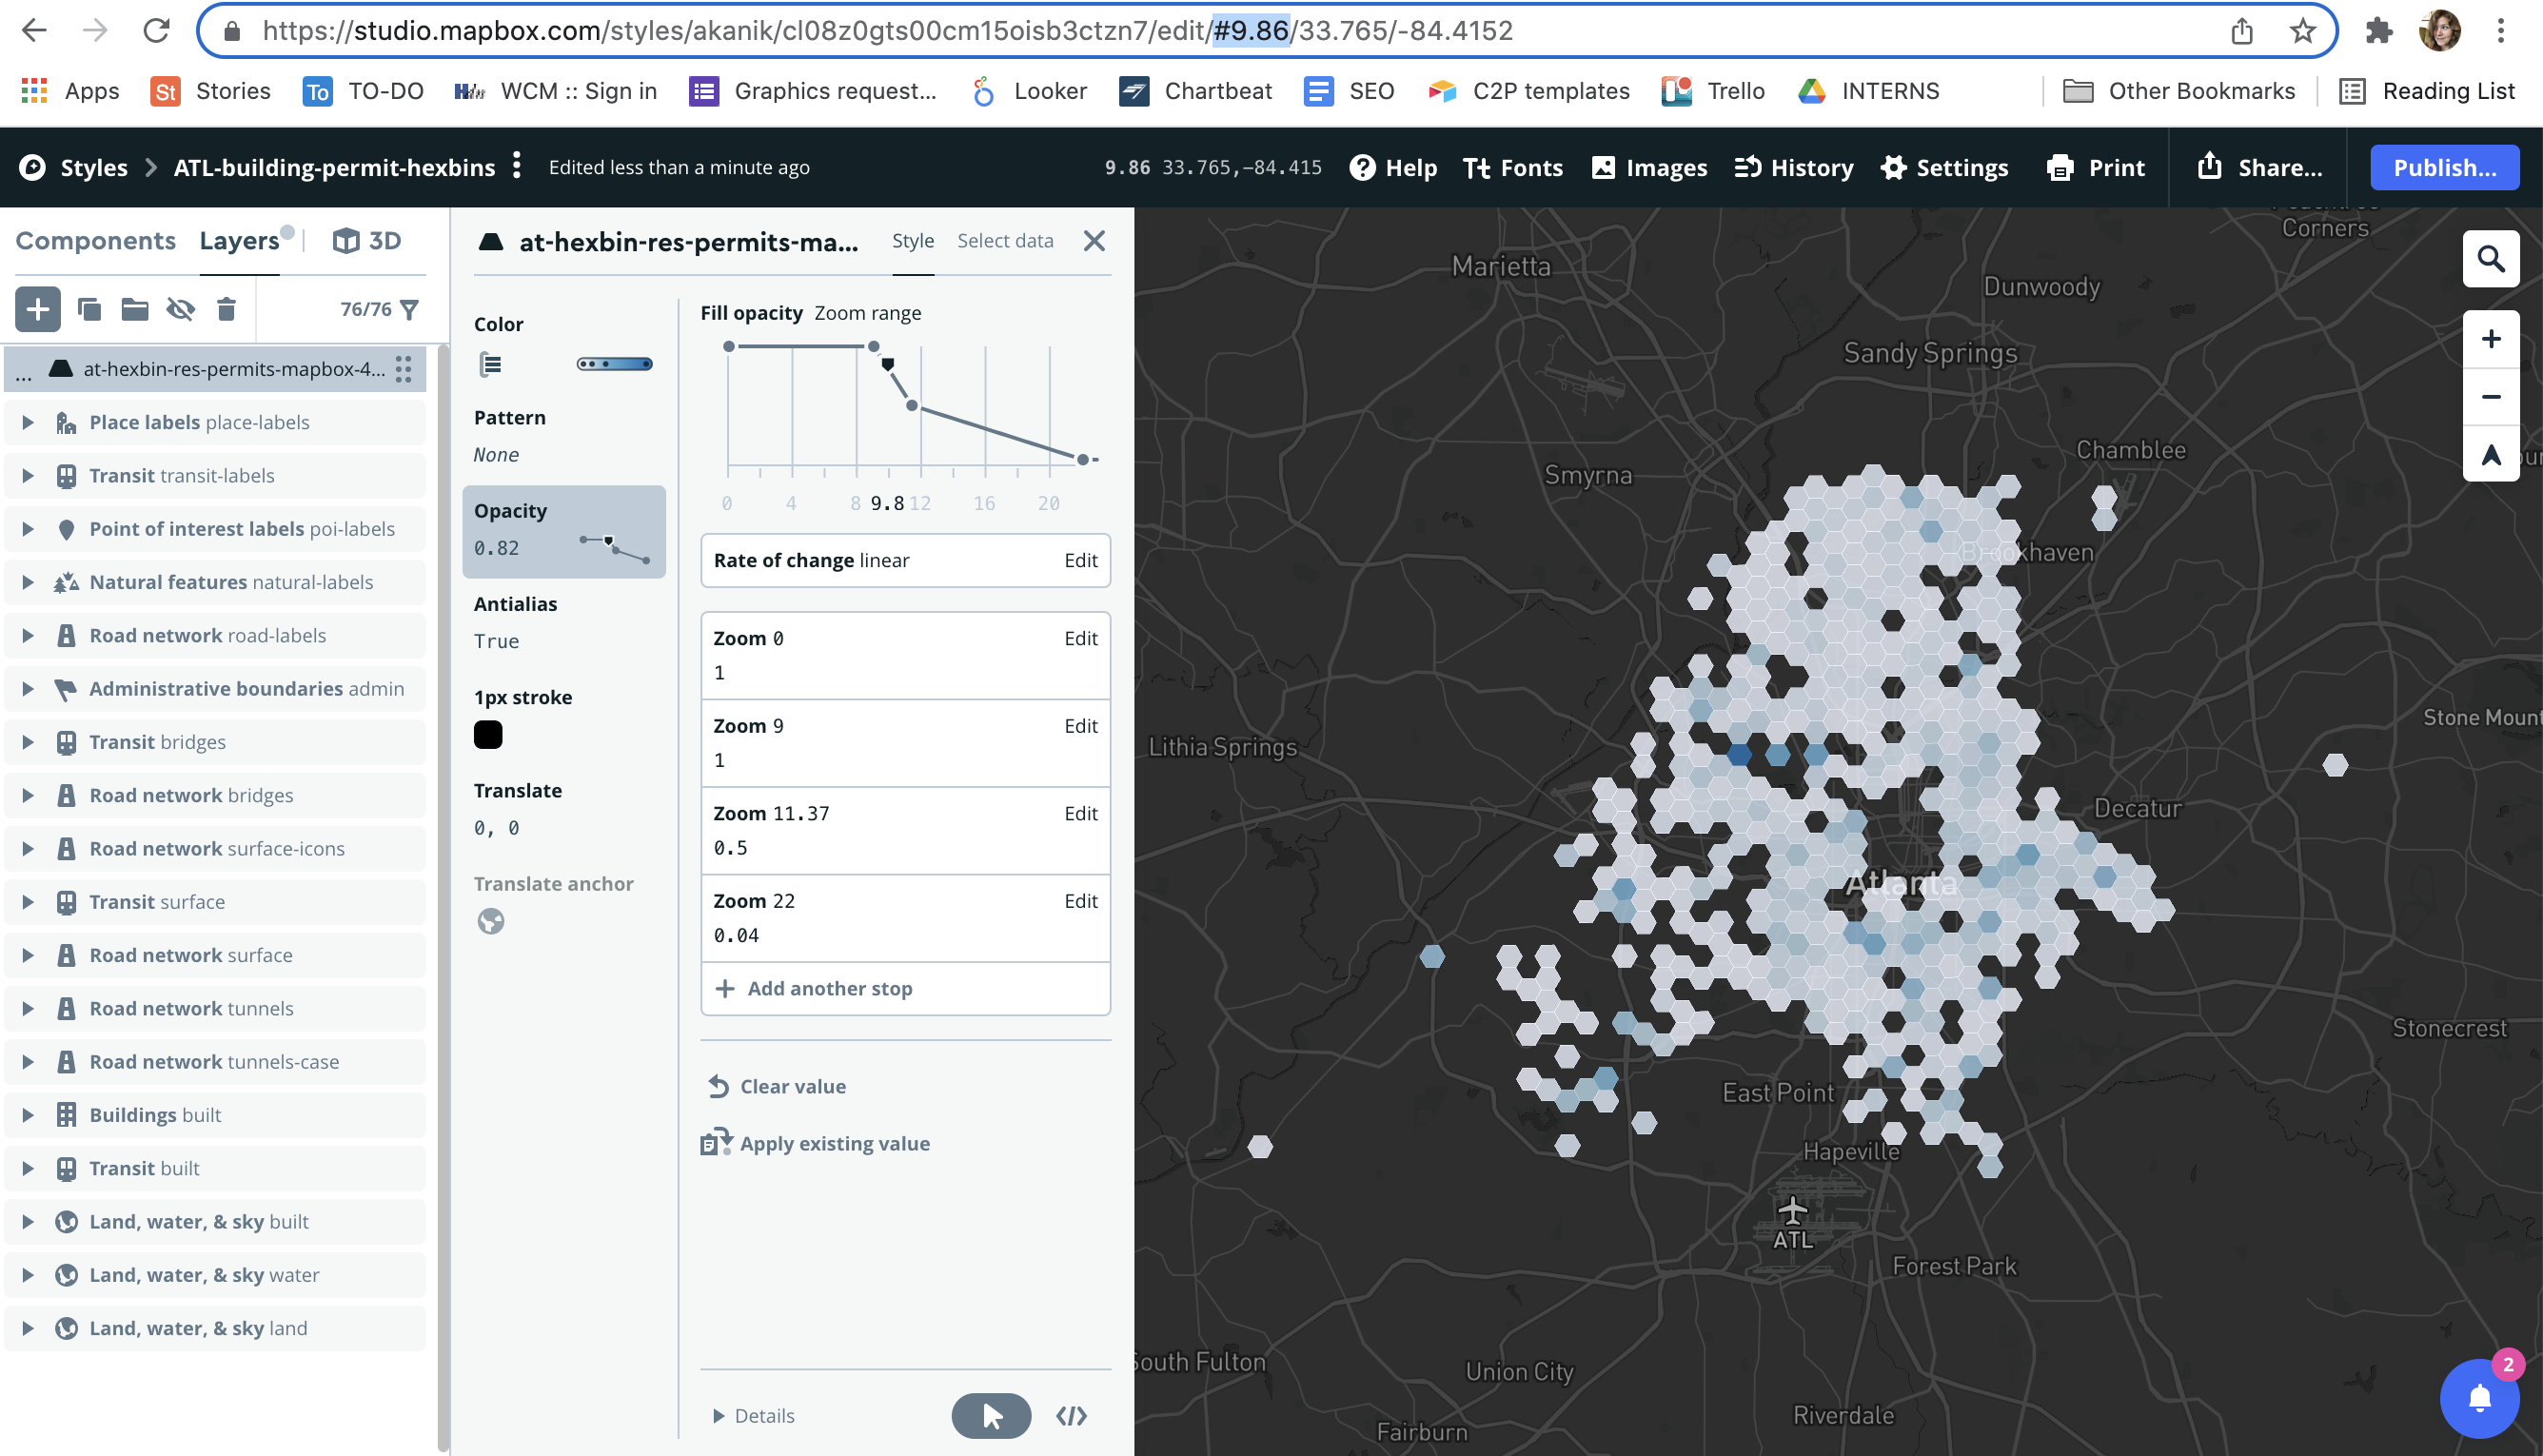 https://studio.mapbox.com/styles/akanik/cl08z0gts00cm15oisb3ctzn7/edit/#9.86/33.765/-84.4152
Apps St Stories To TO-DO WCM :: Sign in Graphics request... Looker Chartbeat SEO C2P templates Trello INTERNS Other Bookmarks Reading List
Styles ATL-building-permit-hexbins Edited less than a minute ago 9.86 33.765,-84.415 Help Tt Fonts Images History Settings Print Share... Publish...
Components Layers 3D
76/76
... at-hexbin-res-permits-mapbox-4...
Place labels place-labels
Transit transit-labels
Point of interest labels poi-labels
Natural features natural-labels
Road network road-labels
Administrative boundaries admin
Transit bridges
Road network bridges
Road network surface-icons
Transit surface
Road network surface
Road network tunnels
Road network tunnels-case
Buildings built
Transit built
Land, water, & sky built
Land, water, & sky water
Land, water, & sky land
at-hexbin-res-permits-ma... Style Select data
Color
Pattern
None
Opacity
0.82
Antialias
True
1px stroke
Translate
0, 0
Translate anchor
Fill opacity Zoom range
0 4 8 9.8 12 16 20
Rate of change linear Edit
Zoom 0 Edit
1
Zoom 9 Edit
1
Zoom 11.37 Edit
0.5
Zoom 22 Edit
0.04
+ Add another stop
Clear value
Apply existing value
Details </>
Corners
Marietta
Dunwoody
Sandy Springs
Chamblee
Smyrna
Brookhaven
Stone Mount
Lithia Springs
Decatur
Atlanta
Stonecrest
East Point
Hapeville
ATL
Forest Park
South Fulton
Union City
Riverdale
Fairburn
2